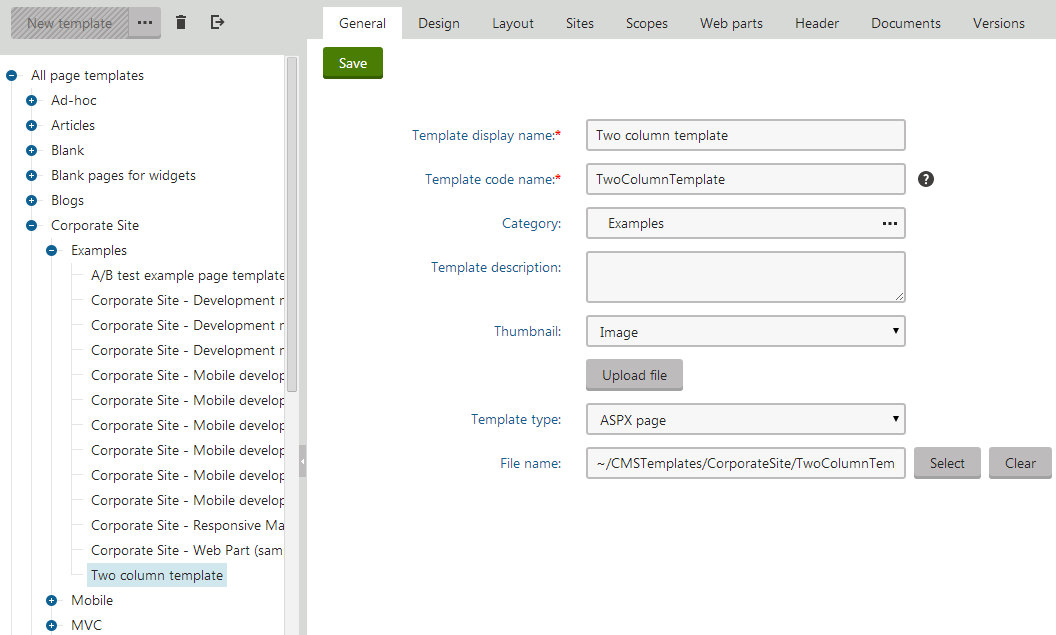 New template ...
General Design Layout Sites Scopes Web parts Header Documents Versions
Save
All page templates
Ad-hoc
Articles
Blank
Blank pages for widgets
Blogs
Corporate Site
Examples
A/B test example page template
Corporate Site - Development
Corporate Site - Development
Corporate Site - Development
Corporate Site - Mobile develop
Corporate Site - Mobile develop
Corporate Site - Mobile develop
Corporate Site - Mobile develop
Corporate Site - Mobile develop
Corporate Site - Mobile develop
Corporate Site - Responsive Ma
Corporate Site - Web Part (sam
Two column template
Mobile
MVC
Template display name:* Two column template
Template code name:* TwoColumnTemplate ?
Category: Examples ...
Template description:
Thumbnail: Image
Upload file
Template type: ASPX page
File name: ~/CMSTemplates/CorporateSite/TwoColumnTem Select Clear